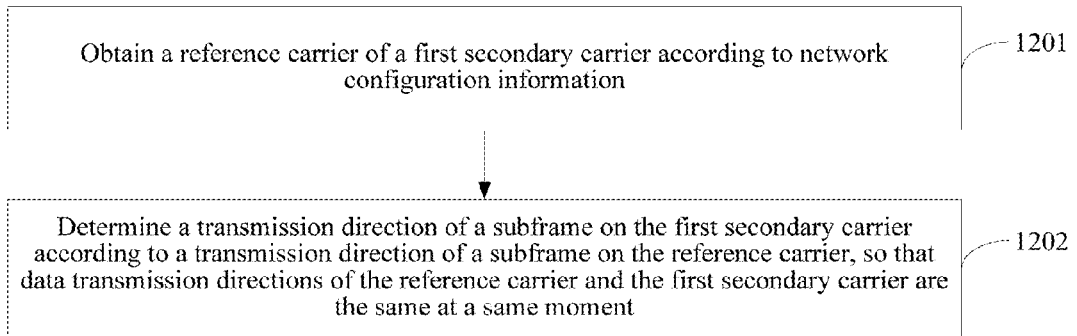 Obtain a reference carrier of a first secondary carrier according to network
configuration information
1201
Determine a transmission direction of a subframe on the first secondary carrier
according to a transmission direction of a subframe on the reference carrier, so that
data transmission directions of the reference carrier and the first secondary carrier are
the same at a same moment
1202